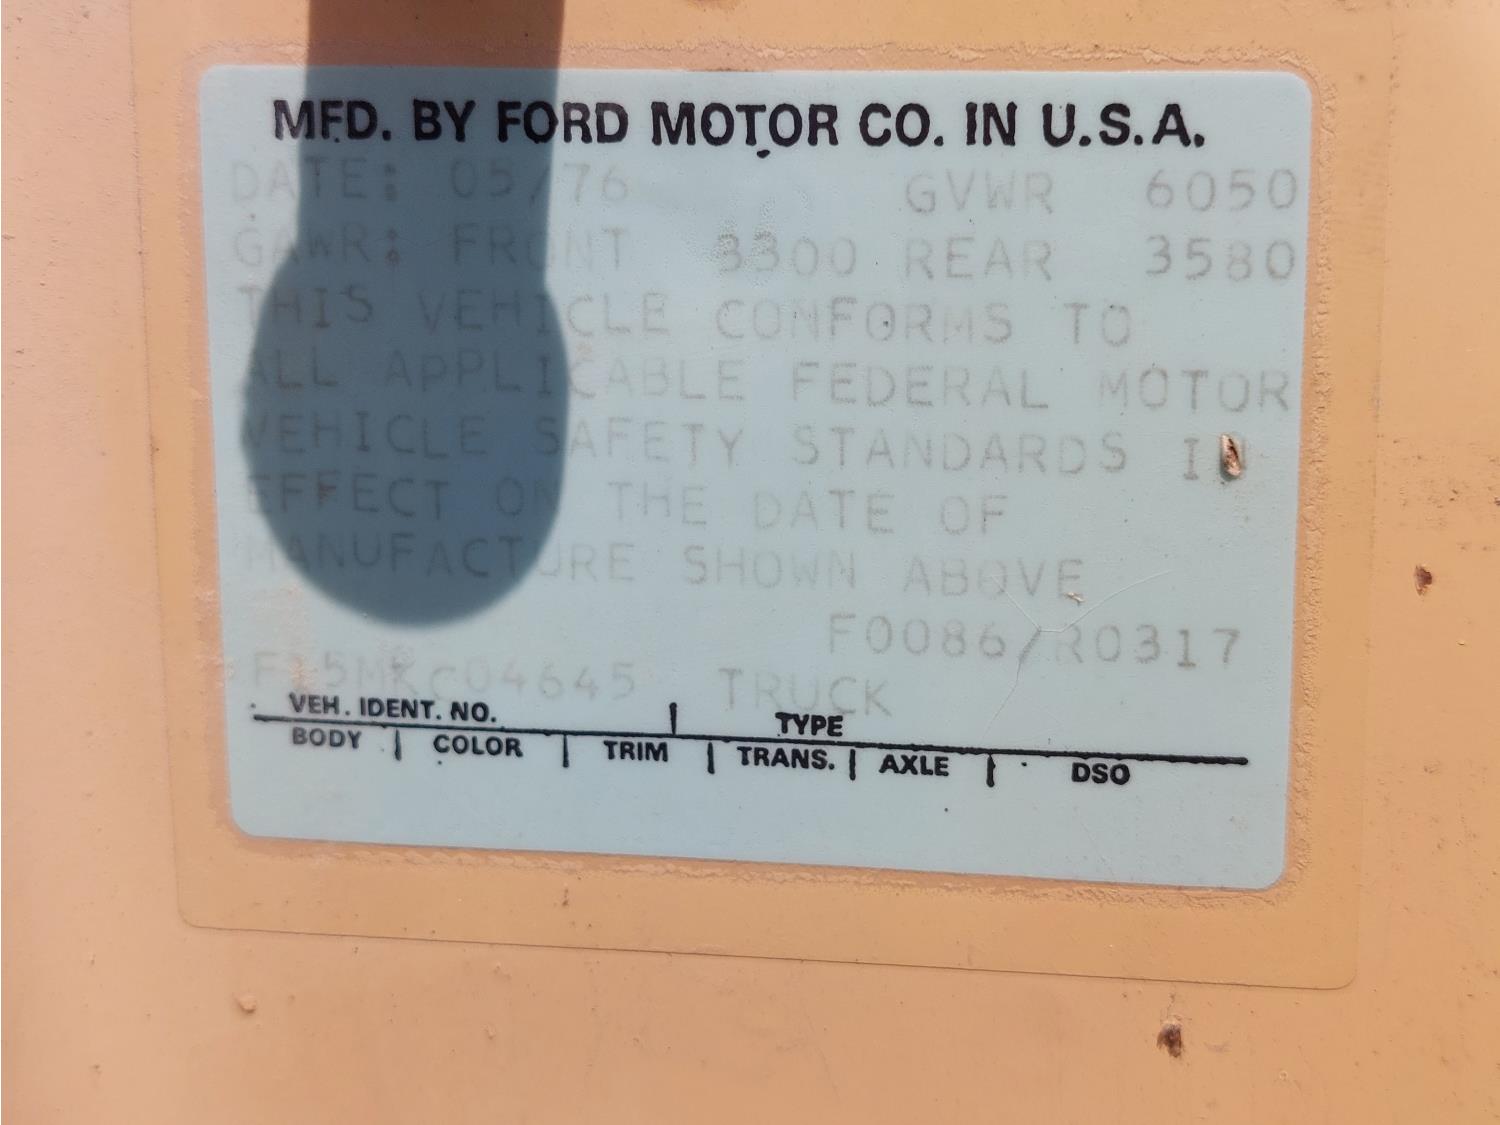 MFD. BY FORD MOTOR CO. IN U.S.A.
DATE: 05/76 GVWR 6050
GAWR: FRONT 3300 REAR 3580
THIS VEHICLE CONFORMS TO
ALL APPLICABLE FEDERAL MOTOR
VEHICLE SAFETY STANDARDS IN
EFFECT ON THE DATE OF
MANUFACTURE SHOWN ABOVE
F0086/R0317
TRUCK
VEH. IDENT. NO. TYPE
BODY COLOR TRIM TRANS. AXLE DSO